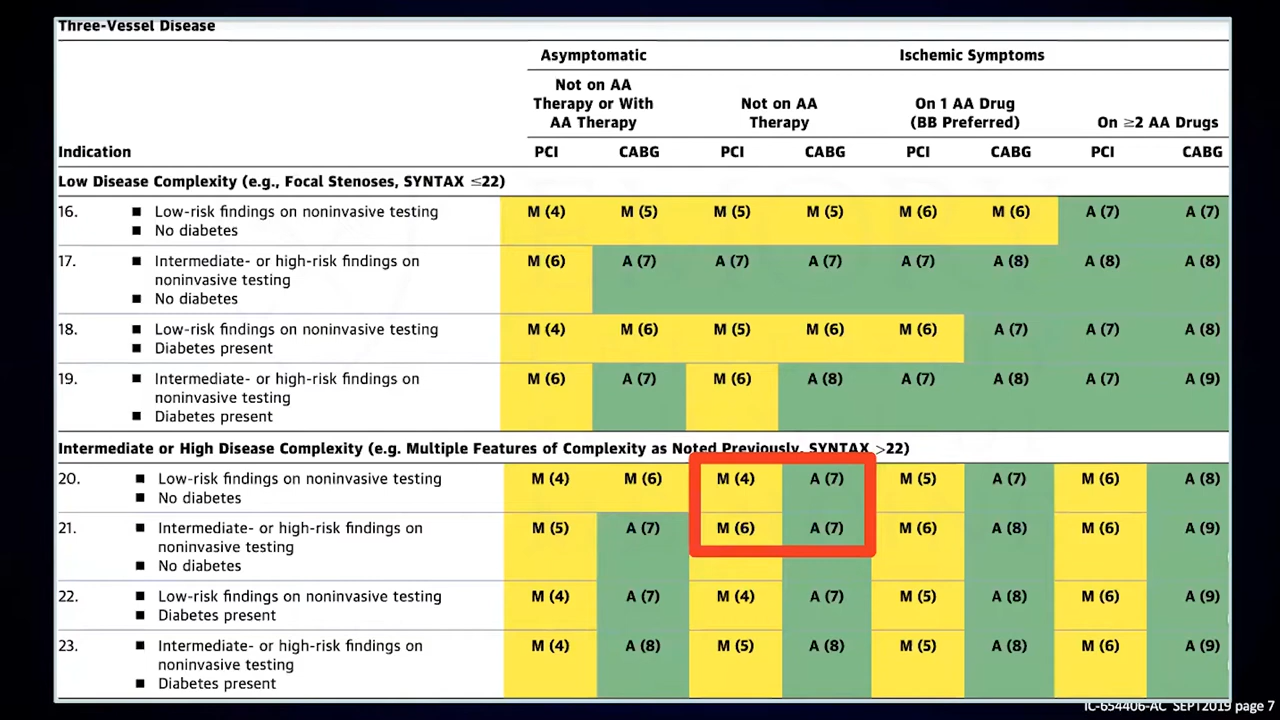 Three-Vessel Disease
Asymptomatic Ischemic Symptoms
Not on AA
Therapy or With
AA Therapy
Not on AA
Therapy
On 1 AA Drug
(BB Preferred)
On ≥2 AA Drugs
Indication PCI CABG PCI CABG PCI CABG PCI CABG
Low Disease Complexity (e.g., Focal Stenoses, SYNTAX ≤22)
16. ■ Low-risk findings on noninvasive testing M (4) M (5) M (5) M (5) M (6) M (6) A (7) A (7)
■ No diabetes
17. ■ Intermediate- or high-risk findings on M (6) A (7) A (7) A (7) A (7) A (8) A (8) A (8)
noninvasive testing
■ No diabetes
18. ■ Low-risk findings on noninvasive testing M (4) M (6) M (5) M (6) M (6) A (7) A (7) A (8)
■ Diabetes present
19. ■ Intermediate- or high-risk findings on M (6) A (7) M (6) A (8) A (7) A (8) A (7) A (9)
noninvasive testing
■ Diabetes present
Intermediate or High Disease Complexity (e.g. Multiple Features of Complexity as Noted Previously, SYNTAX >22)
20. ■ Low-risk findings on noninvasive testing M (4) M (6) M (4) A (7) M (5) A (7) M (6) A (8)
■ No diabetes
21. ■ Intermediate- or high-risk findings on M (5) A (7) M (6) A (7) M (6) A (8) M (6) A (9)
noninvasive testing
■ No diabetes
22. ■ Low-risk findings on noninvasive testing M (4) A (7) M (4) A (7) M (5) A (8) M (6) A (9)
■ Diabetes present
23. ■ Intermediate- or high-risk findings on M (4) A (8) M (5) A (8) M (5) A (8) M (6) A (9)
noninvasive testing
■ Diabetes present
IC-654406-AC SEPT2019 page 7